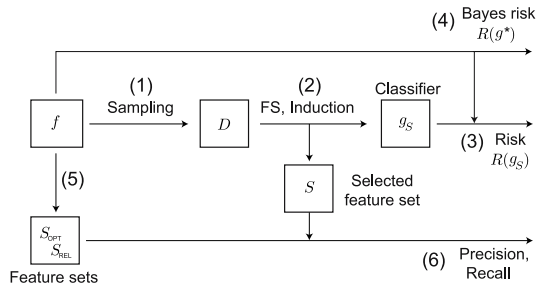 (4) Bayes risk
R(g*)
(1)
Sampling
(2)
FS, Induction
Classifier
f
D
g_S
(3) Risk
R(g_S)
(5)
S
Selected
feature set
S_OPT
S_REL
Feature sets
(6) Precision,
Recall